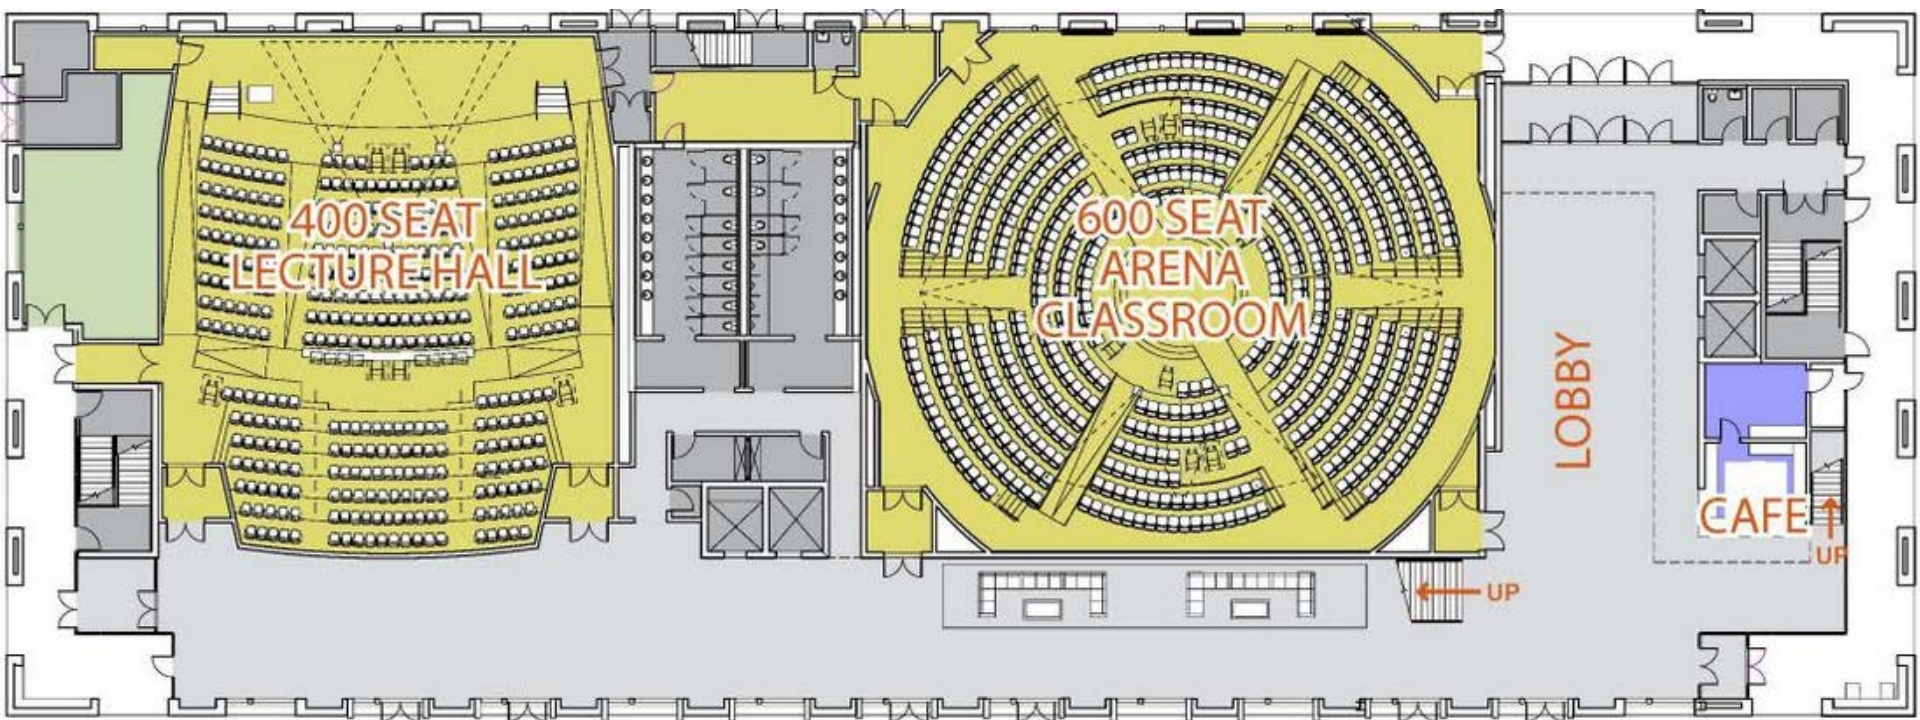 400 SEAT
LECTURE HALL
600 SEAT
ARENA
CLASSROOM
LOBBY
CAFE
UP
UP